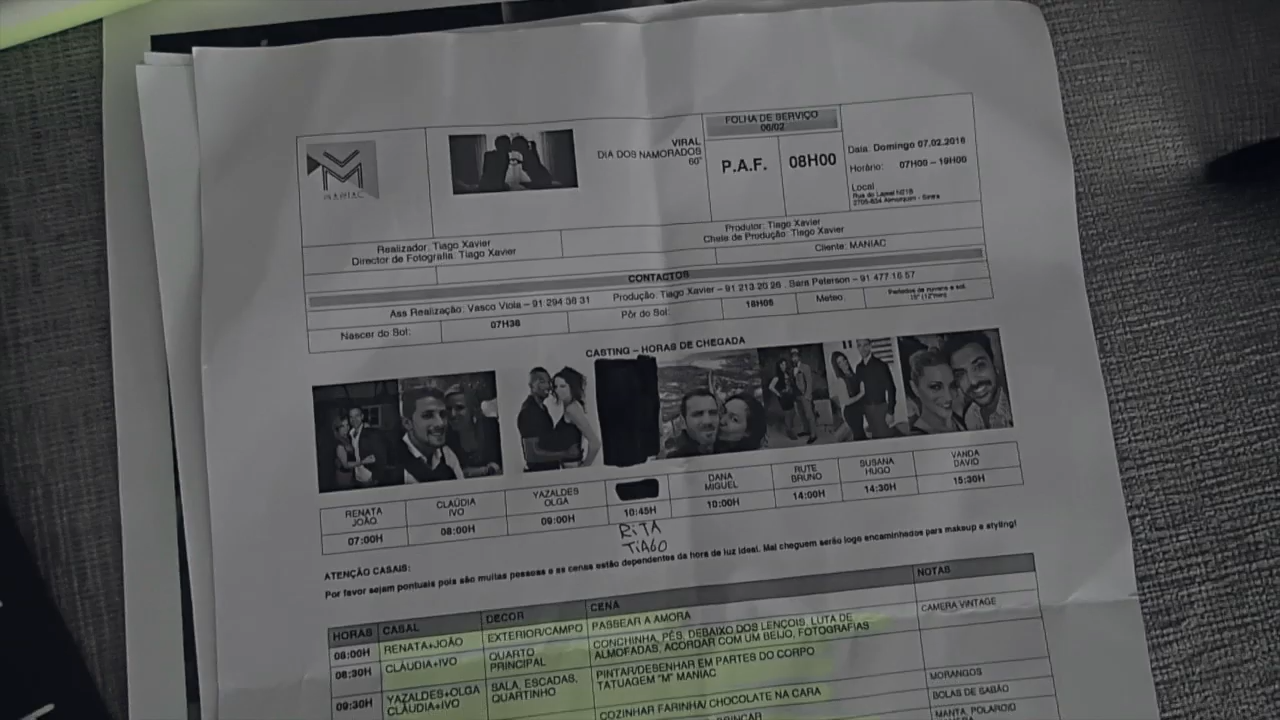 MANIAC
VIRAL
DIA DOS NAMORADOS
60"
FOLHA DE SERVIÇO
06/02
P.A.F.
08H00
Data: Domingo 07.02.2016
Horário: 07H00 – 19H00
Local
Realizador: Tiago Xavier
Director de Fotografia: Tiago Xavier
Produtor: Tiago Xavier
Chefe de Produção: Tiago Xavier
Cliente: MANIAC
CONTACTOS
Ass Realização: Vasco Viola – 91 294 36 31 Produção: Tiago Xavier – 91 213 20 26 . Sara Peterson – 91 477 16 57
Nascer do Sol: 07H36 Pôr do Sol: 18H06 Meteo:
CASTING – HORAS DE CHEGADA
RENATA
JOÃO
07:00H
CLAÚDIA
IVO
08:00H
YAZALDES
OLGA
09:00H
10:45H
RITA
TIAGO
DANA
MIGUEL
10:00H
RUTE
BRUNO
14:00H
SUSANA
HUGO
14:30H
VANDA
DAVID
15:30H
ATENÇÃO CASAIS:
Por favor sejam pontuais pois são muitas pessoas e as cenas estão dependentes da hora de luz ideal. Mal cheguem serão logo encaminhados para makeup e styling!
HORAS CASAL DECOR CENA NOTAS
08:00H RENATA+JOÃO EXTERIOR/CAMPO PASSEAR A AMORA CAMERA VINTAGE
08:30H CLÁUDIA+IVO QUARTO PRINCIPAL CONCHINHA, PÉS, DEBAIXO DOS LENÇOIS, LUTA DE
ALMOFADAS, ACORDAR COM UM BEIJO, FOTOGRAFIAS
09:30H YAZALDES+OLGA SALA, ESCADAS, PINTAR/DESENHAR EM PARTES DO CORPO
CLÁUDIA+IVO QUARTINHO TATUAGEM "M" MANIAC MORANGOS
COZINHAR FARINHA/ CHOCOLATE NA CARA BOLAS DE SABÃO
BRINCAR MANTA, POLAROID